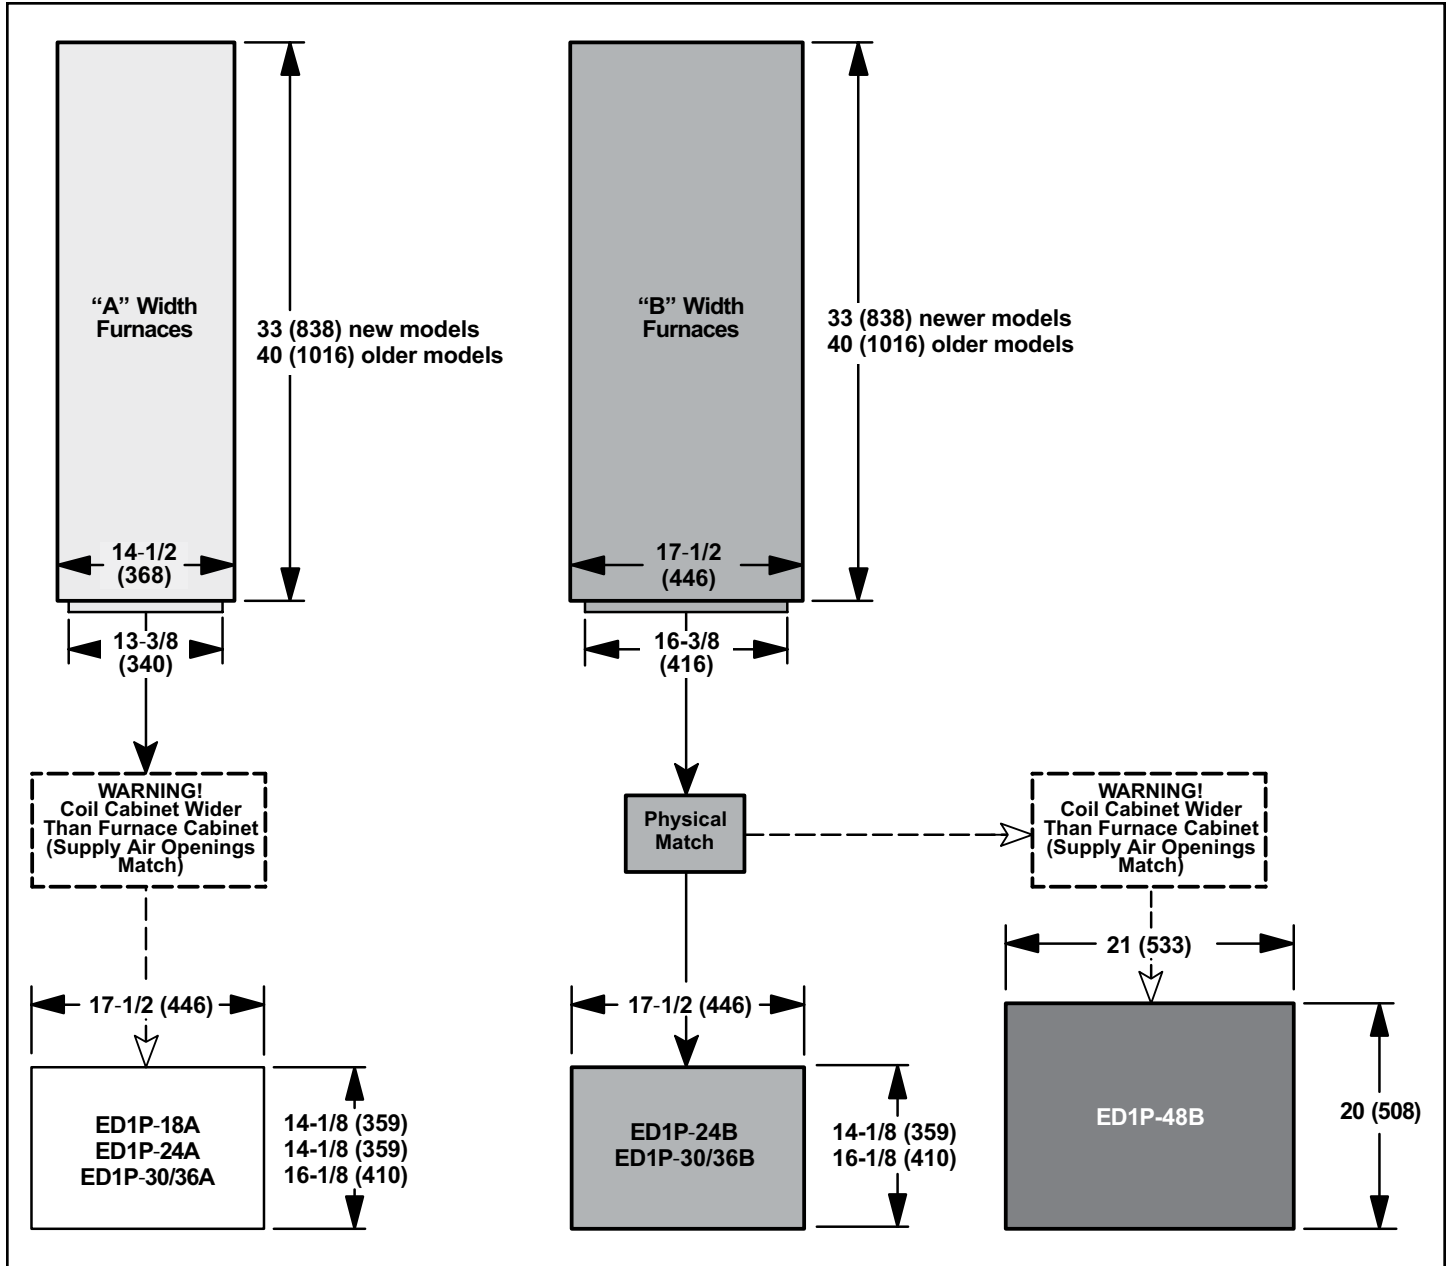 “A” Width
Furnaces
33 (838) new models
40 (1016) older models
14-1/2
(368)
13-3/8
(340)
WARNING!
Coil Cabinet Wider
Than Furnace Cabinet
(Supply Air Openings
Match)
17-1/2 (446)
ED1P-18A
ED1P-24A
ED1P-30/36A
14-1/8 (359)
14-1/8 (359)
16-1/8 (410)
“B” Width
Furnaces
33 (838) newer models
40 (1016) older models
17-1/2
(446)
16-3/8
(416)
Physical
Match
17-1/2 (446)
ED1P-24B
ED1P-30/36B
14-1/8 (359)
16-1/8 (410)
WARNING!
Coil Cabinet Wider
Than Furnace Cabinet
(Supply Air Openings
Match)
21 (533)
ED1P-48B
20 (508)